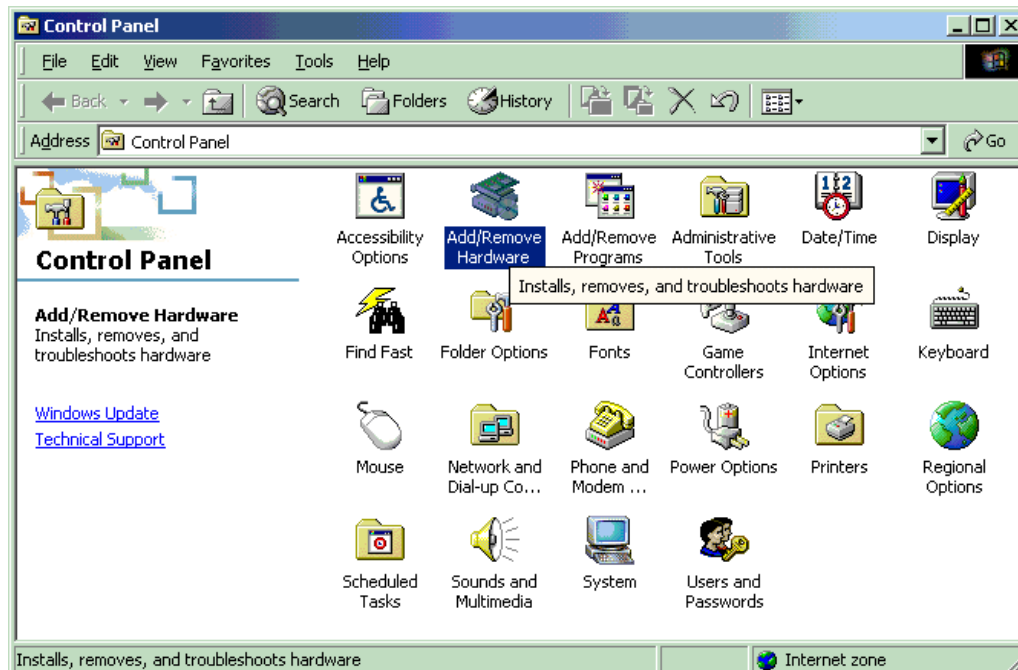 Control Panel
File Edit View Favorites Tools Help
Back Search Folders History
Address Control Panel Go
Control Panel
Add/Remove Hardware
Installs, removes, and
troubleshoots hardware
Windows Update
Technical Support
Accessibility
Options
Add/Remove
Hardware
Add/Remove
Programs
Administrative
Tools
Date/Time
Display
Installs, removes, and troubleshoots hardware
Find Fast
Folder Options
Fonts
Game
Controllers
Internet
Options
Keyboard
Mouse
Network and
Dial-up Co...
Phone and
Modem ...
Power Options
Printers
Regional
Options
Scheduled
Tasks
Sounds and
Multimedia
System
Users and
Passwords
Installs, removes, and troubleshoots hardware Internet zone